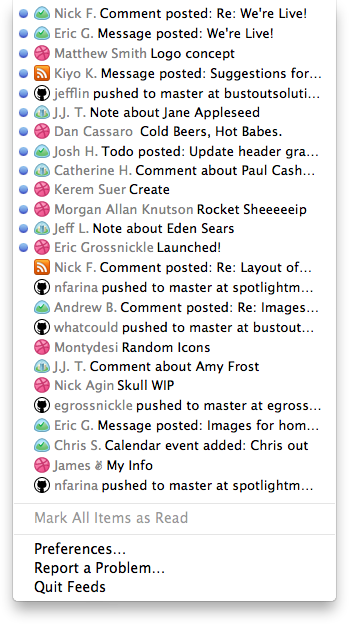 Nick F. Comment posted: Re: We're Live!
Eric G. Message posted: We're Live!
Matthew Smith Logo concept
Kiyo K. Message posted: Suggestions for...
jefflin pushed to master at bustoutsoluti...
J.J. T. Note about Jane Appleseed
Dan Cassaro Cold Beers, Hot Babes.
Josh H. Todo posted: Update header gra...
Catherine H. Comment about Paul Cash...
Kerem Suer Create
Morgan Allan Knutson Rocket Sheeeeeip
Jeff L. Note about Eden Sears
Eric Grossnickle Launched!
Nick F. Comment posted: Re: Layout of...
nfarina pushed to master at spotlightm...
Andrew B. Comment posted: Re: Images...
whatcould pushed to master at bustout...
Montydesi Random Icons
J.J. T. Comment about Amy Frost
Nick Agin Skull WIP
egrossnickle pushed to master at egross...
Eric G. Message posted: Images for hom...
Chris S. Calendar event added: Chris out
James ✌ My Info
nfarina pushed to master at spotlightm...
Mark All Items as Read
Preferences...
Report a Problem...
Quit Feeds